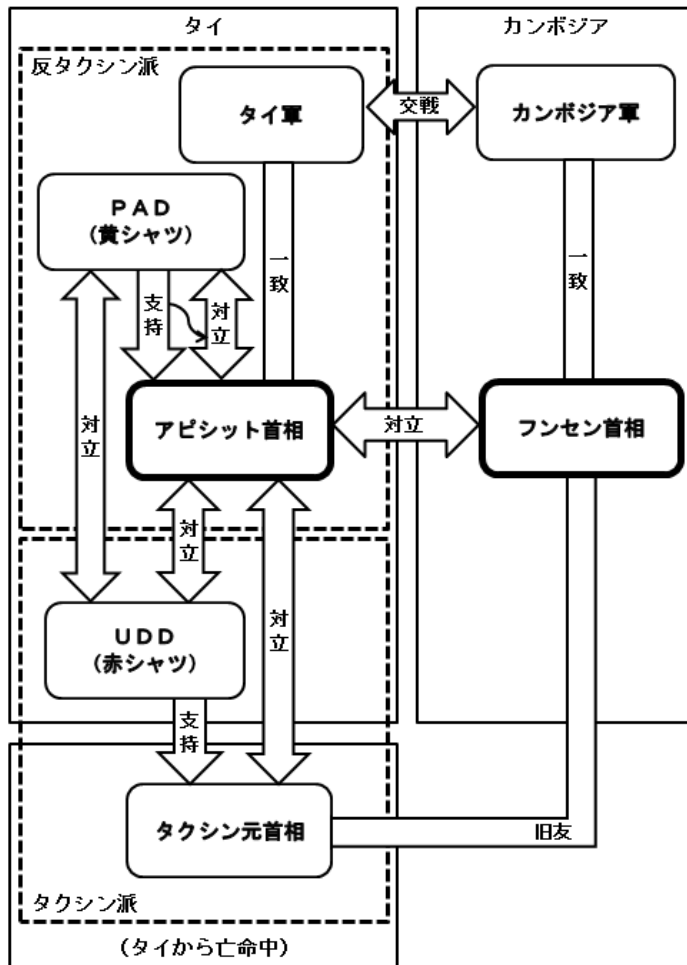 タイ
カンボジア
反タクシン派
タイ軍
交戦
カンボジア軍
PAD
(黄シャツ)
一致
一致
支持
対立
対立
アピシット首相
対立
フンセン首相
対立
対立
UDD
(赤シャツ)
支持
タクシン元首相
旧友
タクシン派
(タイから亡命中)